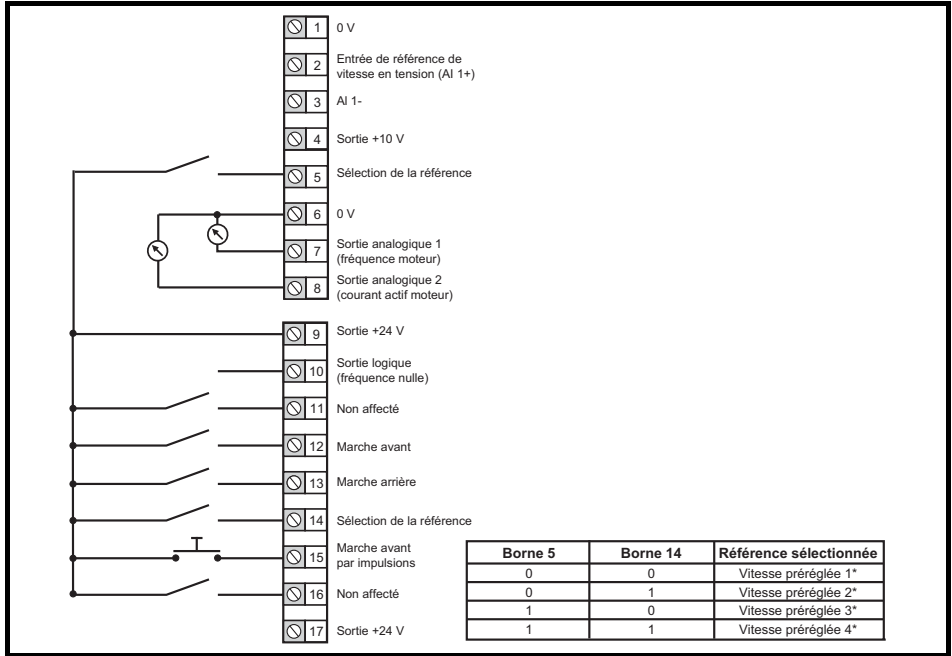 1 0 V
2 Entrée de référence de
vitesse en tension (AI 1+)
3 AI 1-
4 Sortie +10 V
5 Sélection de la référence
6 0 V
7 Sortie analogique 1
(fréquence moteur)
8 Sortie analogique 2
(courant actif moteur)
9 Sortie +24 V
10 Sortie logique
(fréquence nulle)
11 Non affecté
12 Marche avant
13 Marche arrière
14 Sélection de la référence
15 Marche avant
par impulsions
16 Non affecté
17 Sortie +24 V
Borne 5 Borne 14 Référence sélectionnée
0 0 Vitesse préréglée 1*
0 1 Vitesse préréglée 2*
1 0 Vitesse préréglée 3*
1 1 Vitesse préréglée 4*